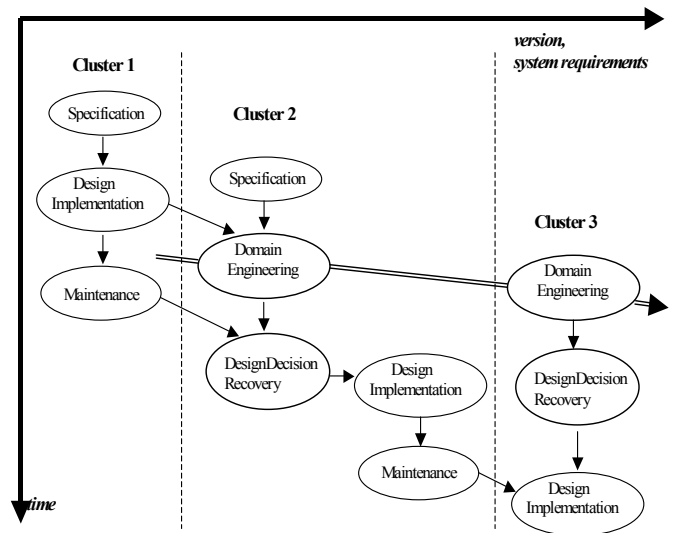 version,
system requirements
Cluster 1
Specification
Design
Implementation
Maintenance
Cluster 2
Specification
Domain
Engineering
DesignDecision
Recovery
Design
Implementation
Maintenance
Cluster 3
Domain
Engineering
DesignDecision
Recovery
Design
Implementation
time